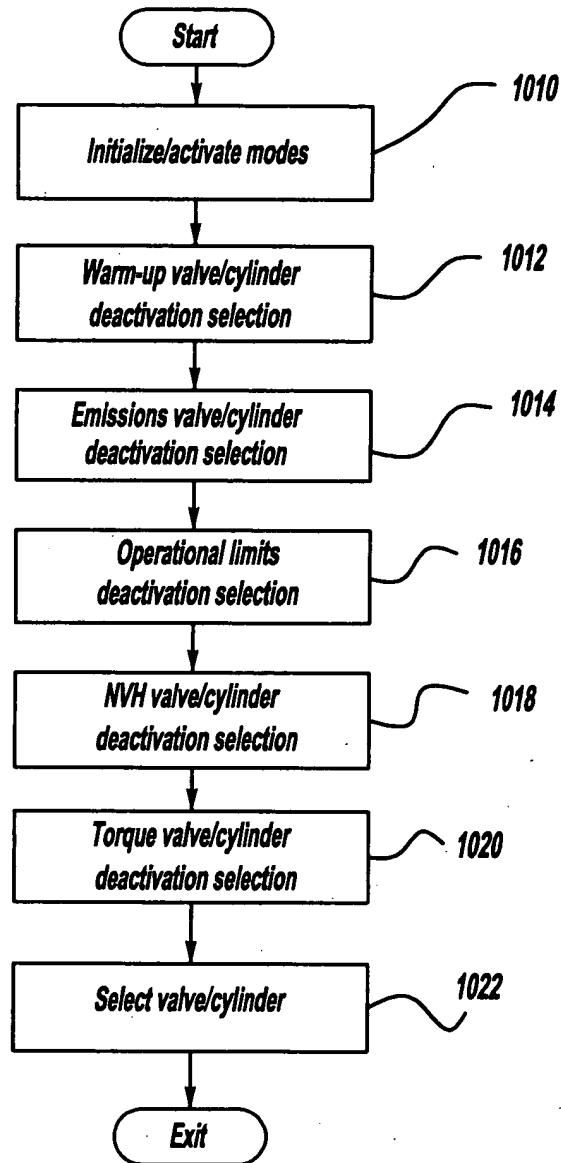 Start
Initialize/activate modes
1010
Warm-up valve/cylinder
deactivation selection
1012
Emissions valve/cylinder
deactivation selection
1014
Operational limits
deactivation selection
1016
NVH valve/cylinder
deactivation selection
1018
Torque valve/cylinder
deactivation selection
1020
Select valve/cylinder
1022
Exit